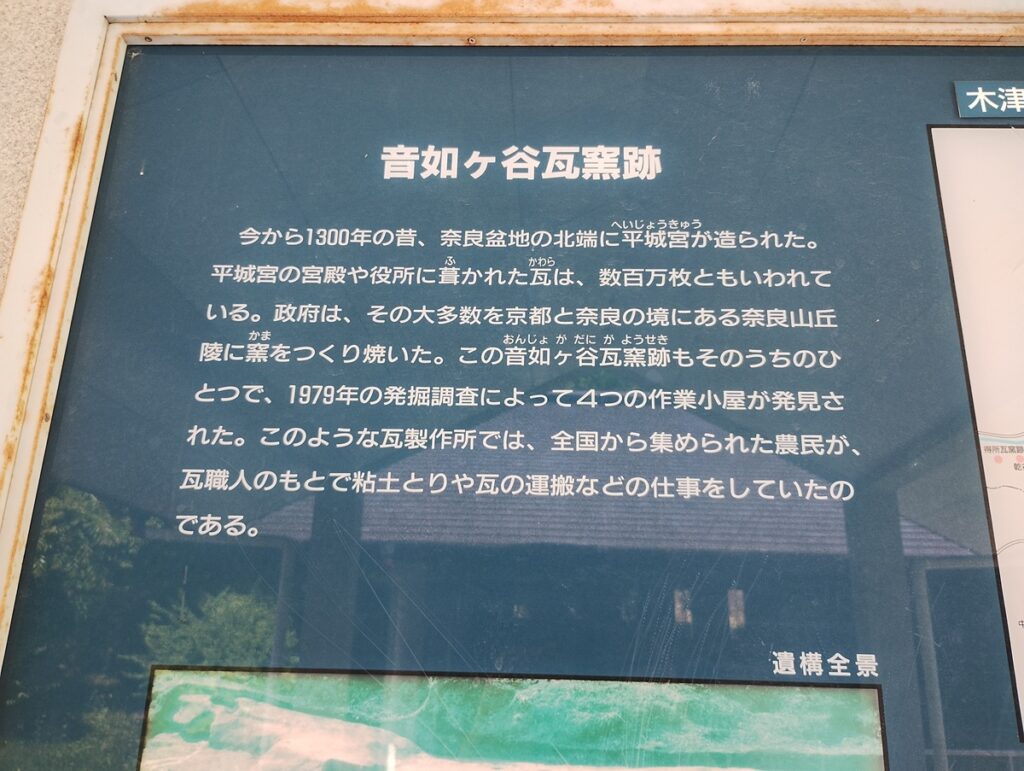 音如ヶ谷瓦窯跡
木津
へいじょうきゅう
今から1300年の昔、奈良盆地の北端に平城宮が造られた。
ふ かわら
平城宮の宮殿や役所に葺かれた瓦は、数百万枚ともいわれて
いる。政府は、その大多数を京都と奈良の境にある奈良山丘
かま おんじょ が だに が ようせき
陵に窯をつくり焼いた。この音如ヶ谷瓦窯跡もそのうちのひ
とつで、1979年の発掘調査によって4つの作業小屋が発見さ
れた。このような瓦製作所では、全国から集められた農民が、
瓦職人のもとで粘土とりや瓦の運搬などの仕事をしていたの
である。
遺構全景
得所瓦窯跡